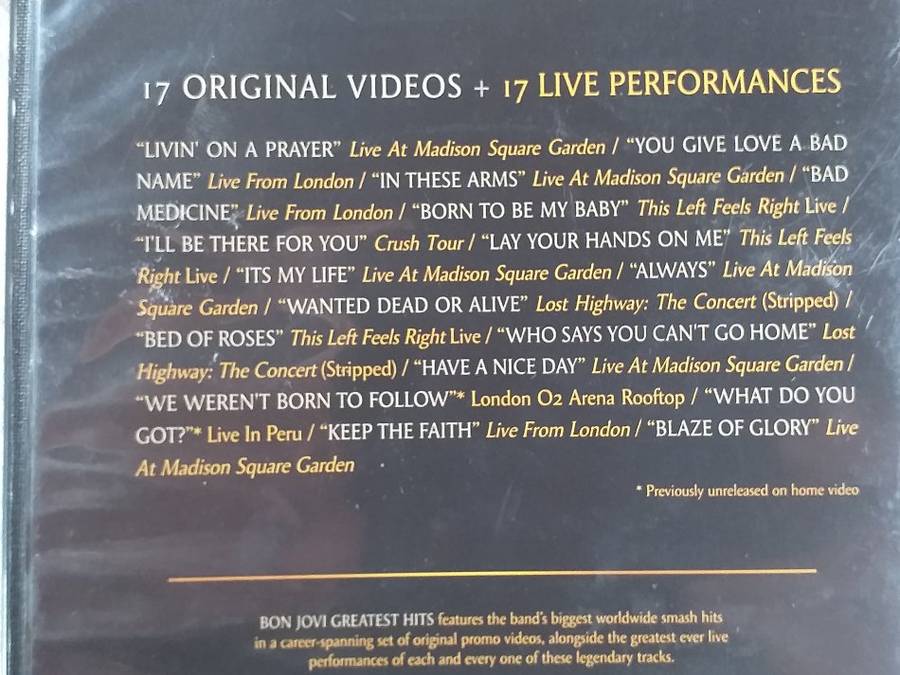 17 ORIGINAL VIDEOS + 17 LIVE PERFORMANCES
“LIVIN' ON A PRAYER” Live At Madison Square Garden / “YOU GIVE LOVE A BAD
NAME” Live From London / “IN THESE ARMS” Live At Madison Square Garden / “BAD
MEDICINE” Live From London / “BORN TO BE MY BABY” This Left Feels Right Live /
“I'LL BE THERE FOR YOU” Crush Tour / “LAY YOUR HANDS ON ME” This Left Feels
Right Live / “ITS MY LIFE” Live At Madison Square Garden / “ALWAYS” Live At Madison
Square Garden / “WANTED DEAD OR ALIVE” Lost Highway: The Concert (Stripped) /
“BED OF ROSES” This Left Feels Right Live / “WHO SAYS YOU CAN'T GO HOME” Lost
Highway: The Concert (Stripped) / “HAVE A NICE DAY” Live At Madison Square Garden /
“WE WEREN'T BORN TO FOLLOW”* London O2 Arena Rooftop / “WHAT DO YOU
GOT?”* Live In Peru / “KEEP THE FAITH” Live From London / “BLAZE OF GLORY” Live
At Madison Square Garden
* Previously unreleased on home video
BON JOVI GREATEST HITS features the band's biggest worldwide smash hits
in a career-spanning set of original promo videos, alongside the greatest ever live
performances of each and every one of these legendary tracks.